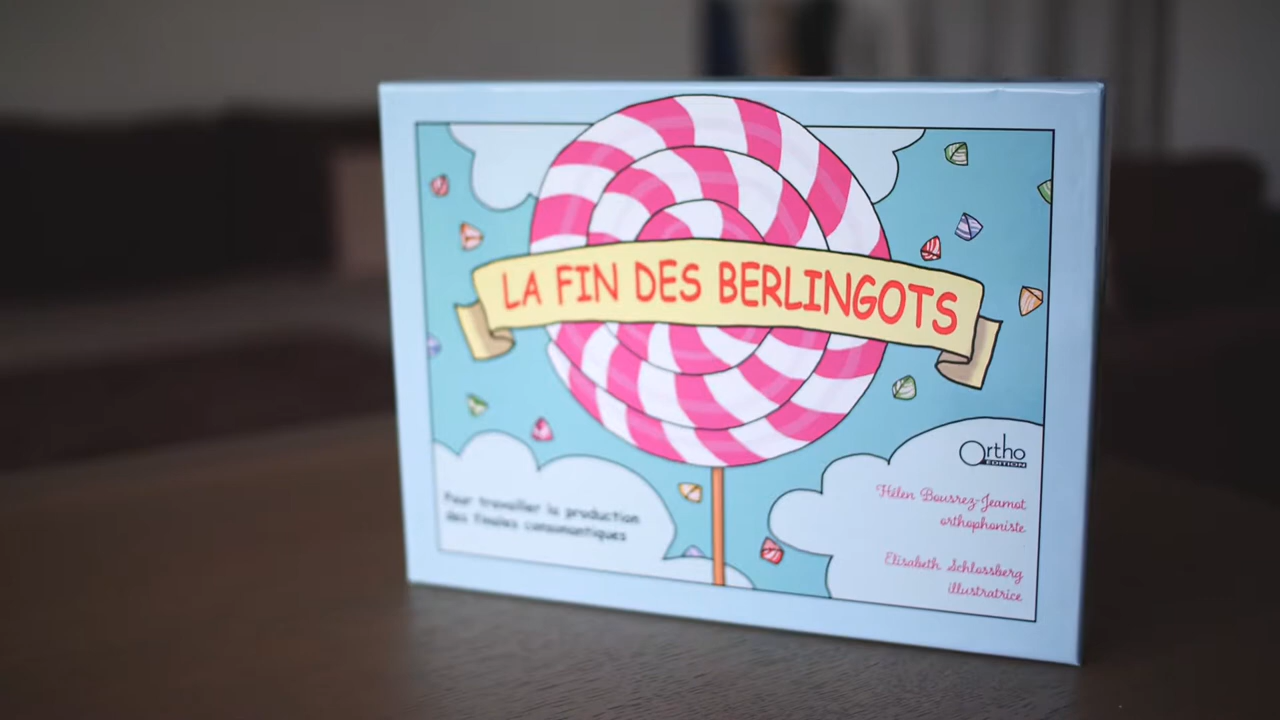 LA FIN DES BERLINGOTS
Ortho
EDITION
Pour travailler la production
des finales consonantiques
Hélen Bousrez-Jeamot
orthophoniste
Elisabeth Schlossberg
illustratrice